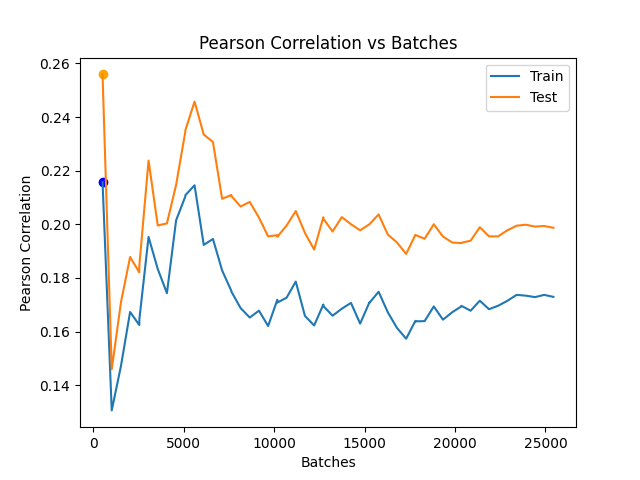 Pearson Correlation vs Batches
0.26
0.24
0.22
0.20
0.18
0.16
0.14
Pearson Correlation
Train
Test
0
5000
10000
15000
20000
25000
Batches